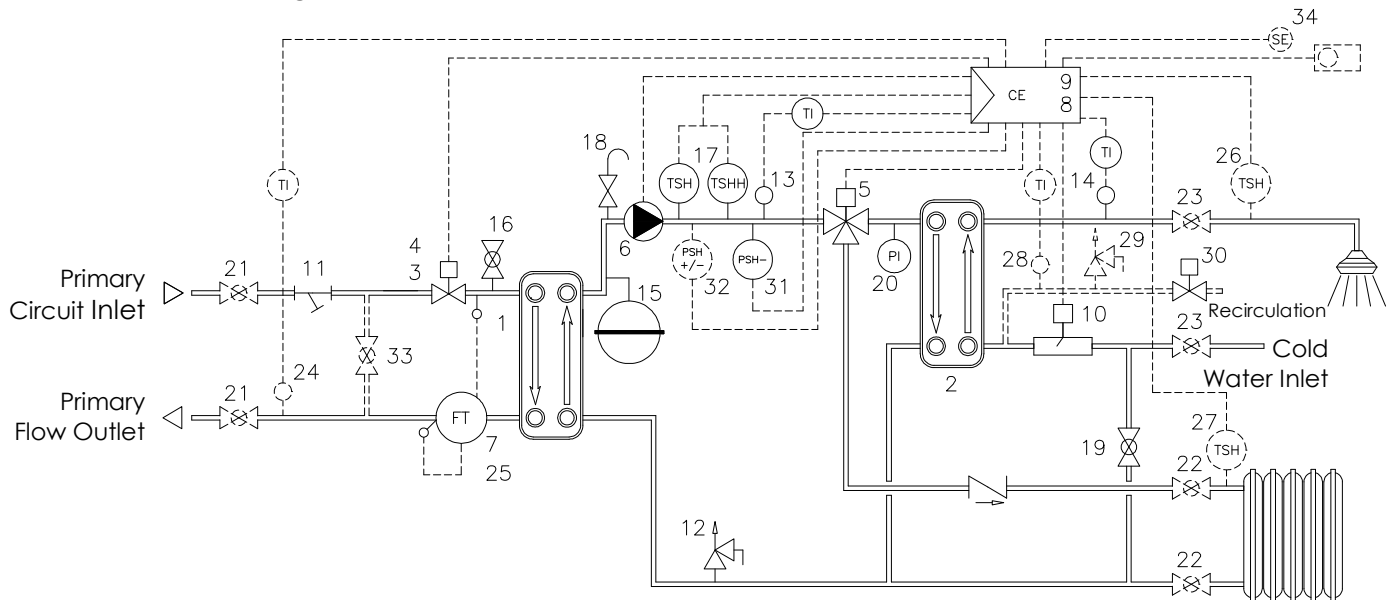 34
SE
9
CE
8
TI
18
17
TSH
TSHH
13
TI
TI
TI
14
26
TSH
5
23
16
6
4
3
21
11
Primary
Circuit Inlet
PSH
+/-
32
PSH-
31
PI
20
28
29
30
Recirculation
15
1
10
23
Cold
Water Inlet
2
33
24
Primary
Flow Outlet
21
FT
7
25
19
27
TSH
22
12
22